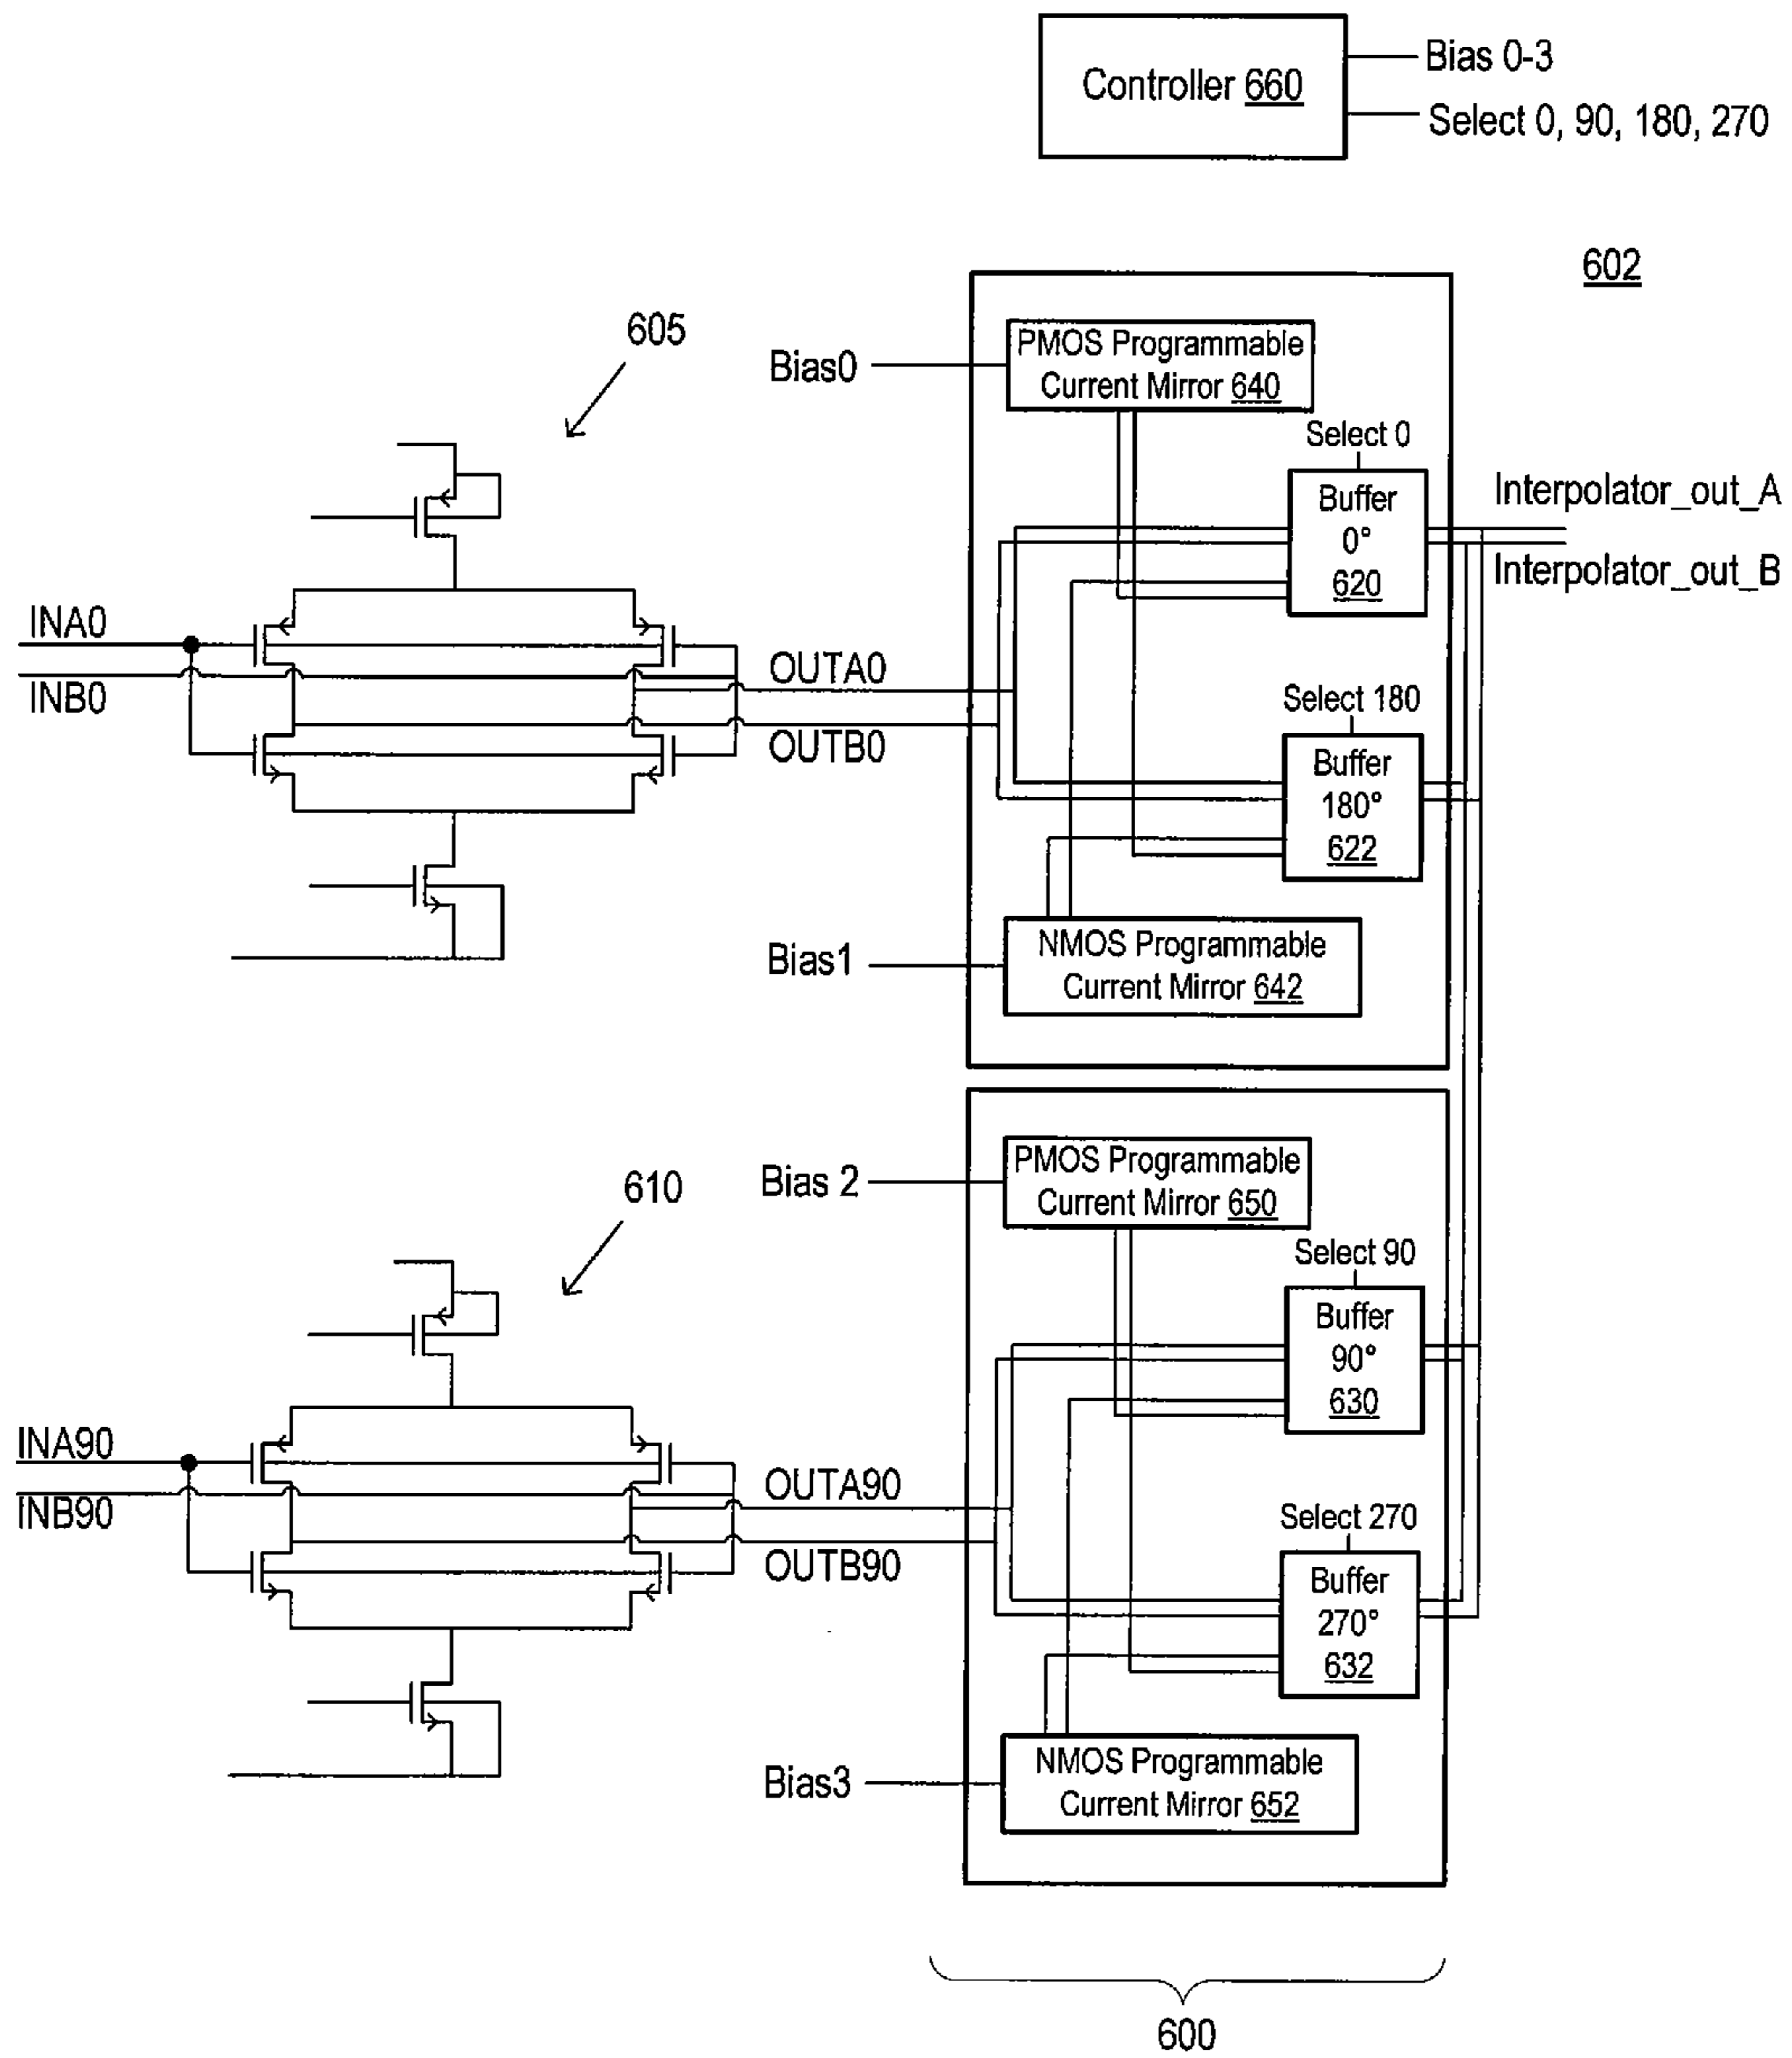 Controller 660
Bias 0-3
Select 0, 90, 180, 270
602
605
PMOS Programmable
Current Mirror 640
Bias0
Select 0
Buffer
0°
620
Interpolator_out_A
Interpolator_out_B
INA0
INB0
OUTA0
OUTB0
Select 180
Buffer
180°
622
Bias1
NMOS Programmable
Current Mirror 642
610
Bias 2
PMOS Programmable
Current Mirror 650
Select 90
Buffer
90°
630
INA90
INB90
OUTA90
OUTB90
Select 270
Buffer
270°
632
Bias3
NMOS Programmable
Current Mirror 652
600